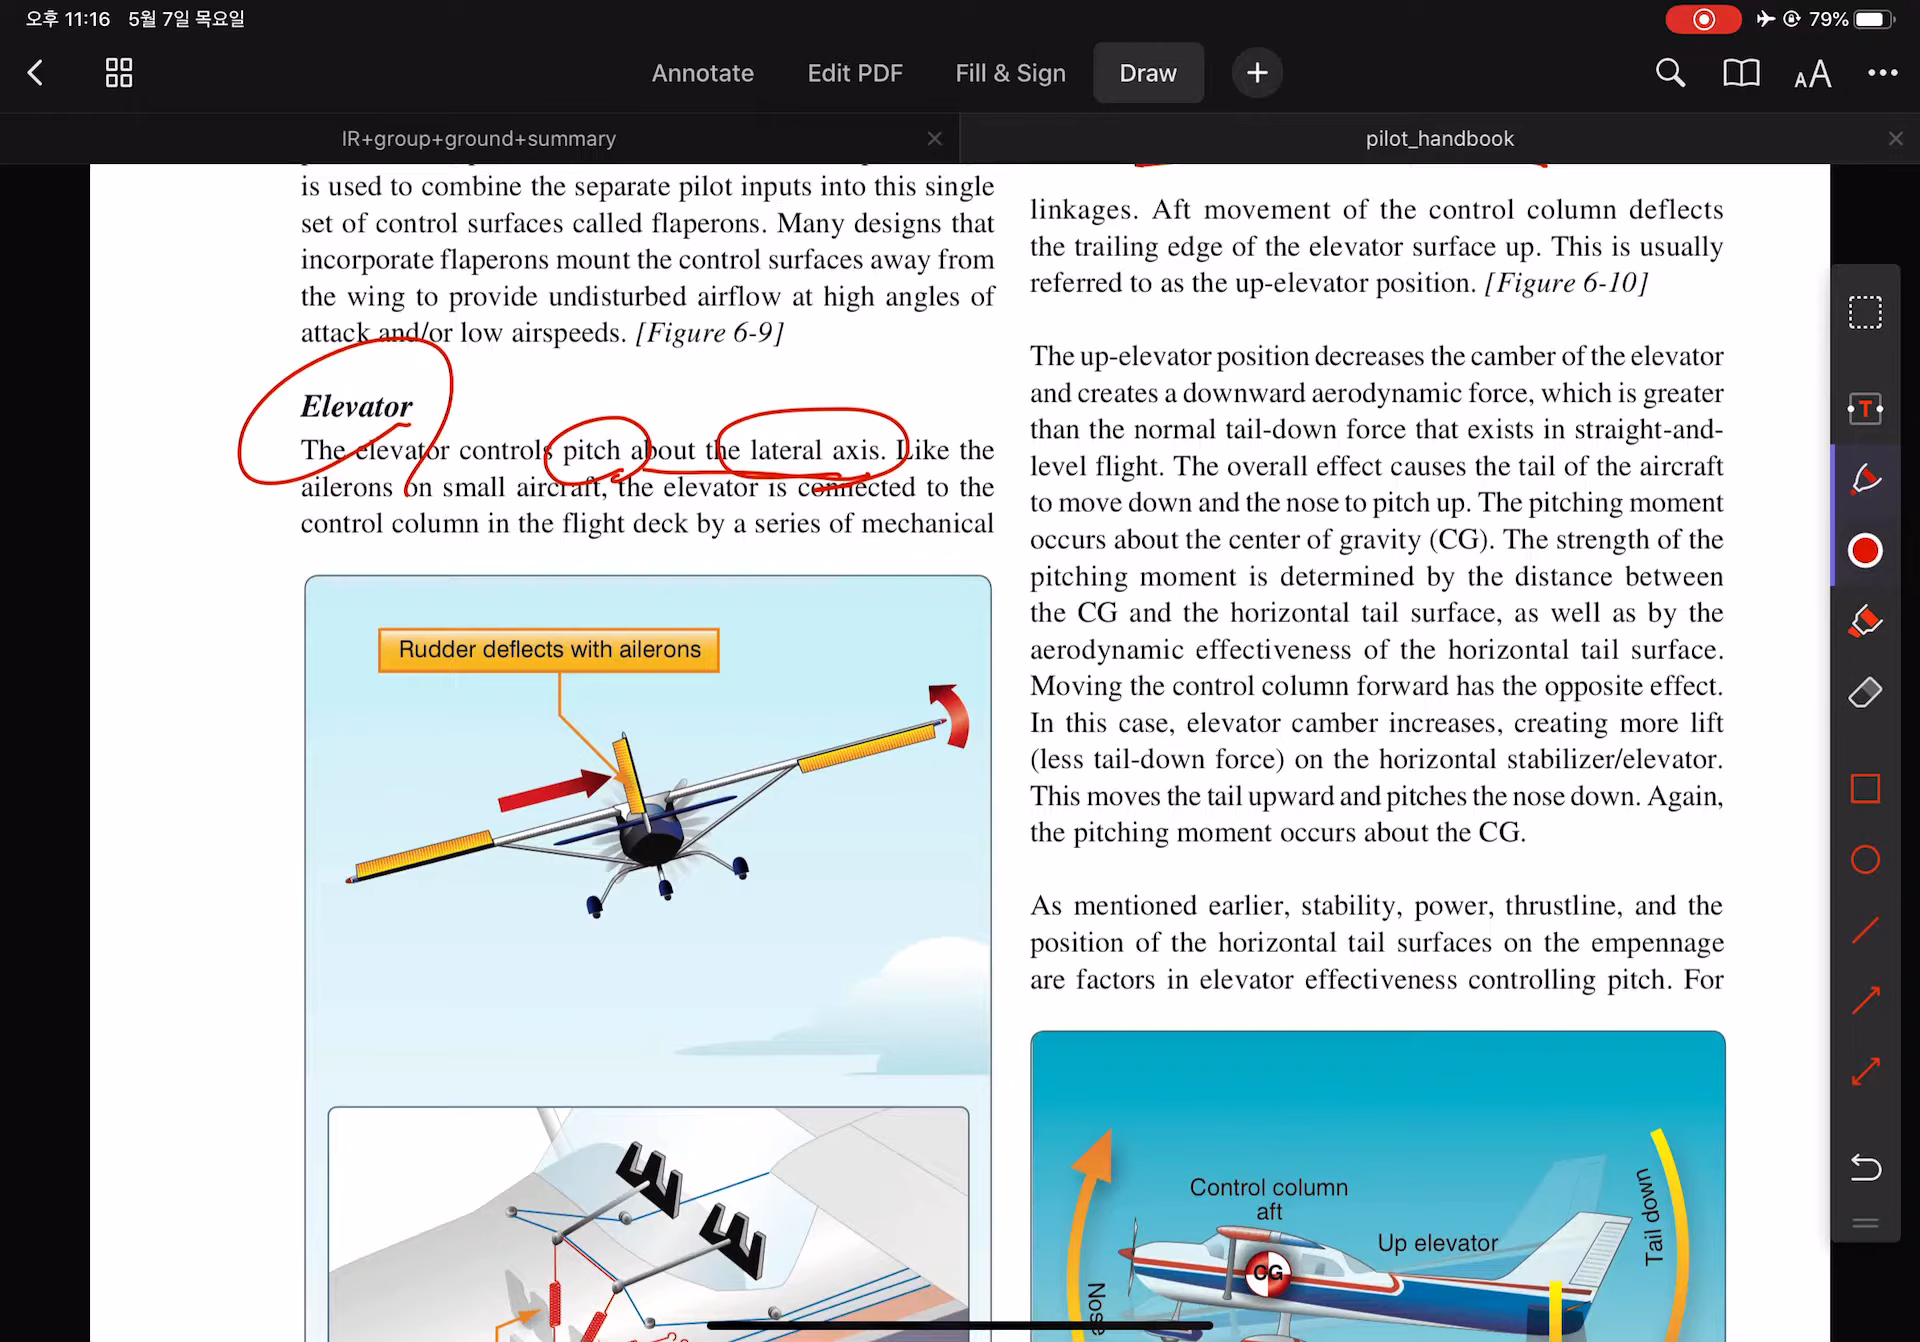 오후 11:16 5월 7일 목요일
79%
Annotate Edit PDF Fill & Sign Draw
AA
IR+group+ground+summary
pilot_handbook
is used to combine the separate pilot inputs into this single
set of control surfaces called flaperons. Many designs that
incorporate flaperons mount the control surfaces away from
the wing to provide undisturbed airflow at high angles of
attack and/or low airspeeds. [Figure 6-9]
Elevator
The elevator controls pitch about the lateral axis. Like the
ailerons on small aircraft, the elevator is connected to the
control column in the flight deck by a series of mechanical
Rudder deflects with ailerons
linkages. Aft movement of the control column deflects
the trailing edge of the elevator surface up. This is usually
referred to as the up-elevator position. [Figure 6-10]
The up-elevator position decreases the camber of the elevator
and creates a downward aerodynamic force, which is greater
than the normal tail-down force that exists in straight-and-
level flight. The overall effect causes the tail of the aircraft
to move down and the nose to pitch up. The pitching moment
occurs about the center of gravity (CG). The strength of the
pitching moment is determined by the distance between
the CG and the horizontal tail surface, as well as by the
aerodynamic effectiveness of the horizontal tail surface.
Moving the control column forward has the opposite effect.
In this case, elevator camber increases, creating more lift
(less tail-down force) on the horizontal stabilizer/elevator.
This moves the tail upward and pitches the nose down. Again,
the pitching moment occurs about the CG.
As mentioned earlier, stability, power, thrustline, and the
position of the horizontal tail surfaces on the empennage
are factors in elevator effectiveness controlling pitch. For
Control column
aft
Up elevator
Tail down
CG
Nose
T